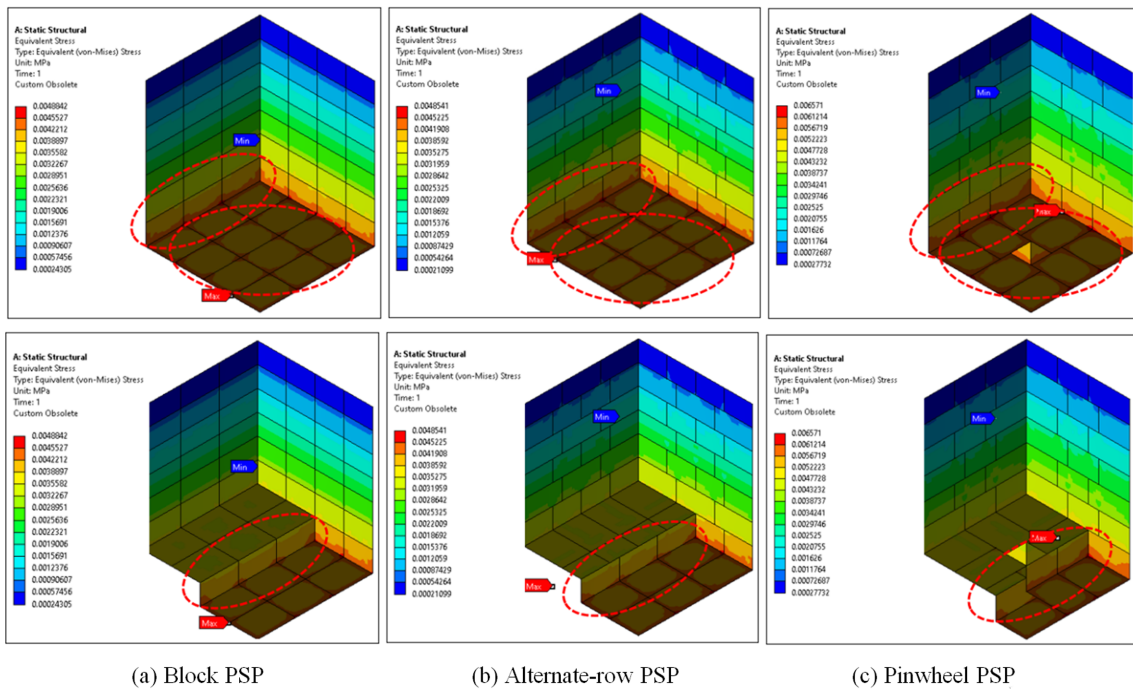 A: Static Structural
Equivalent Stress
Type: Equivalent (von-Mises) Stress
Unit: MPa
Time: 1
Custom Obsolete
0.0048842
0.0045527
0.0042212
0.0038897
0.0035582
0.0032267
0.0028951
0.0025636
0.0022321
0.0019006
0.0015691
0.0012376
0.00090607
0.00057456
0.00024305
Min
Max
A: Static Structural
Equivalent Stress
Type: Equivalent (von-Mises) Stress
Unit: MPa
Time: 1
Custom Obsolete
0.0048541
0.0045225
0.0041908
0.0038592
0.0035275
0.0031959
0.0028642
0.0025325
0.0022009
0.0018692
0.0015376
0.0012059
0.00087429
0.00054264
0.00021099
Min
Max
A: Static Structural
Equivalent Stress
Type: Equivalent (von-Mises) Stress
Unit: MPa
Time: 1
Custom Obsolete
0.006571
0.0061214
0.0056719
0.0052223
0.0047728
0.0043232
0.0038737
0.0034241
0.0029746
0.002525
0.0020755
0.001626
0.0011764
0.00072687
0.00027732
Min
Max
A: Static Structural
Equivalent Stress
Type: Equivalent (von-Mises) Stress
Unit: MPa
Time: 1
Custom Obsolete
0.0048842
0.0045527
0.0042212
0.0038897
0.0035582
0.0032267
0.0028951
0.0025636
0.0022321
0.0019006
0.0015691
0.0012376
0.00090607
0.00057456
0.00024305
Min
Max
A: Static Structural
Equivalent Stress
Type: Equivalent (von-Mises) Stress
Unit: MPa
Time: 1
Custom Obsolete
0.0048541
0.0045225
0.0041908
0.0038592
0.0035275
0.0031959
0.0028642
0.0025325
0.0022009
0.0018692
0.0015376
0.0012059
0.00087429
0.00054264
0.00021099
Min
Max
A: Static Structural
Equivalent Stress
Type: Equivalent (von-Mises) Stress
Unit: MPa
Time: 1
Custom Obsolete
0.006571
0.0061214
0.0056719
0.0052223
0.0047728
0.0043232
0.0038737
0.0034241
0.0029746
0.002525
0.0020755
0.001626
0.0011764
0.00072687
0.00027732
Min
Max
(a) Block PSP
(b) Alternate-row PSP
(c) Pinwheel PSP